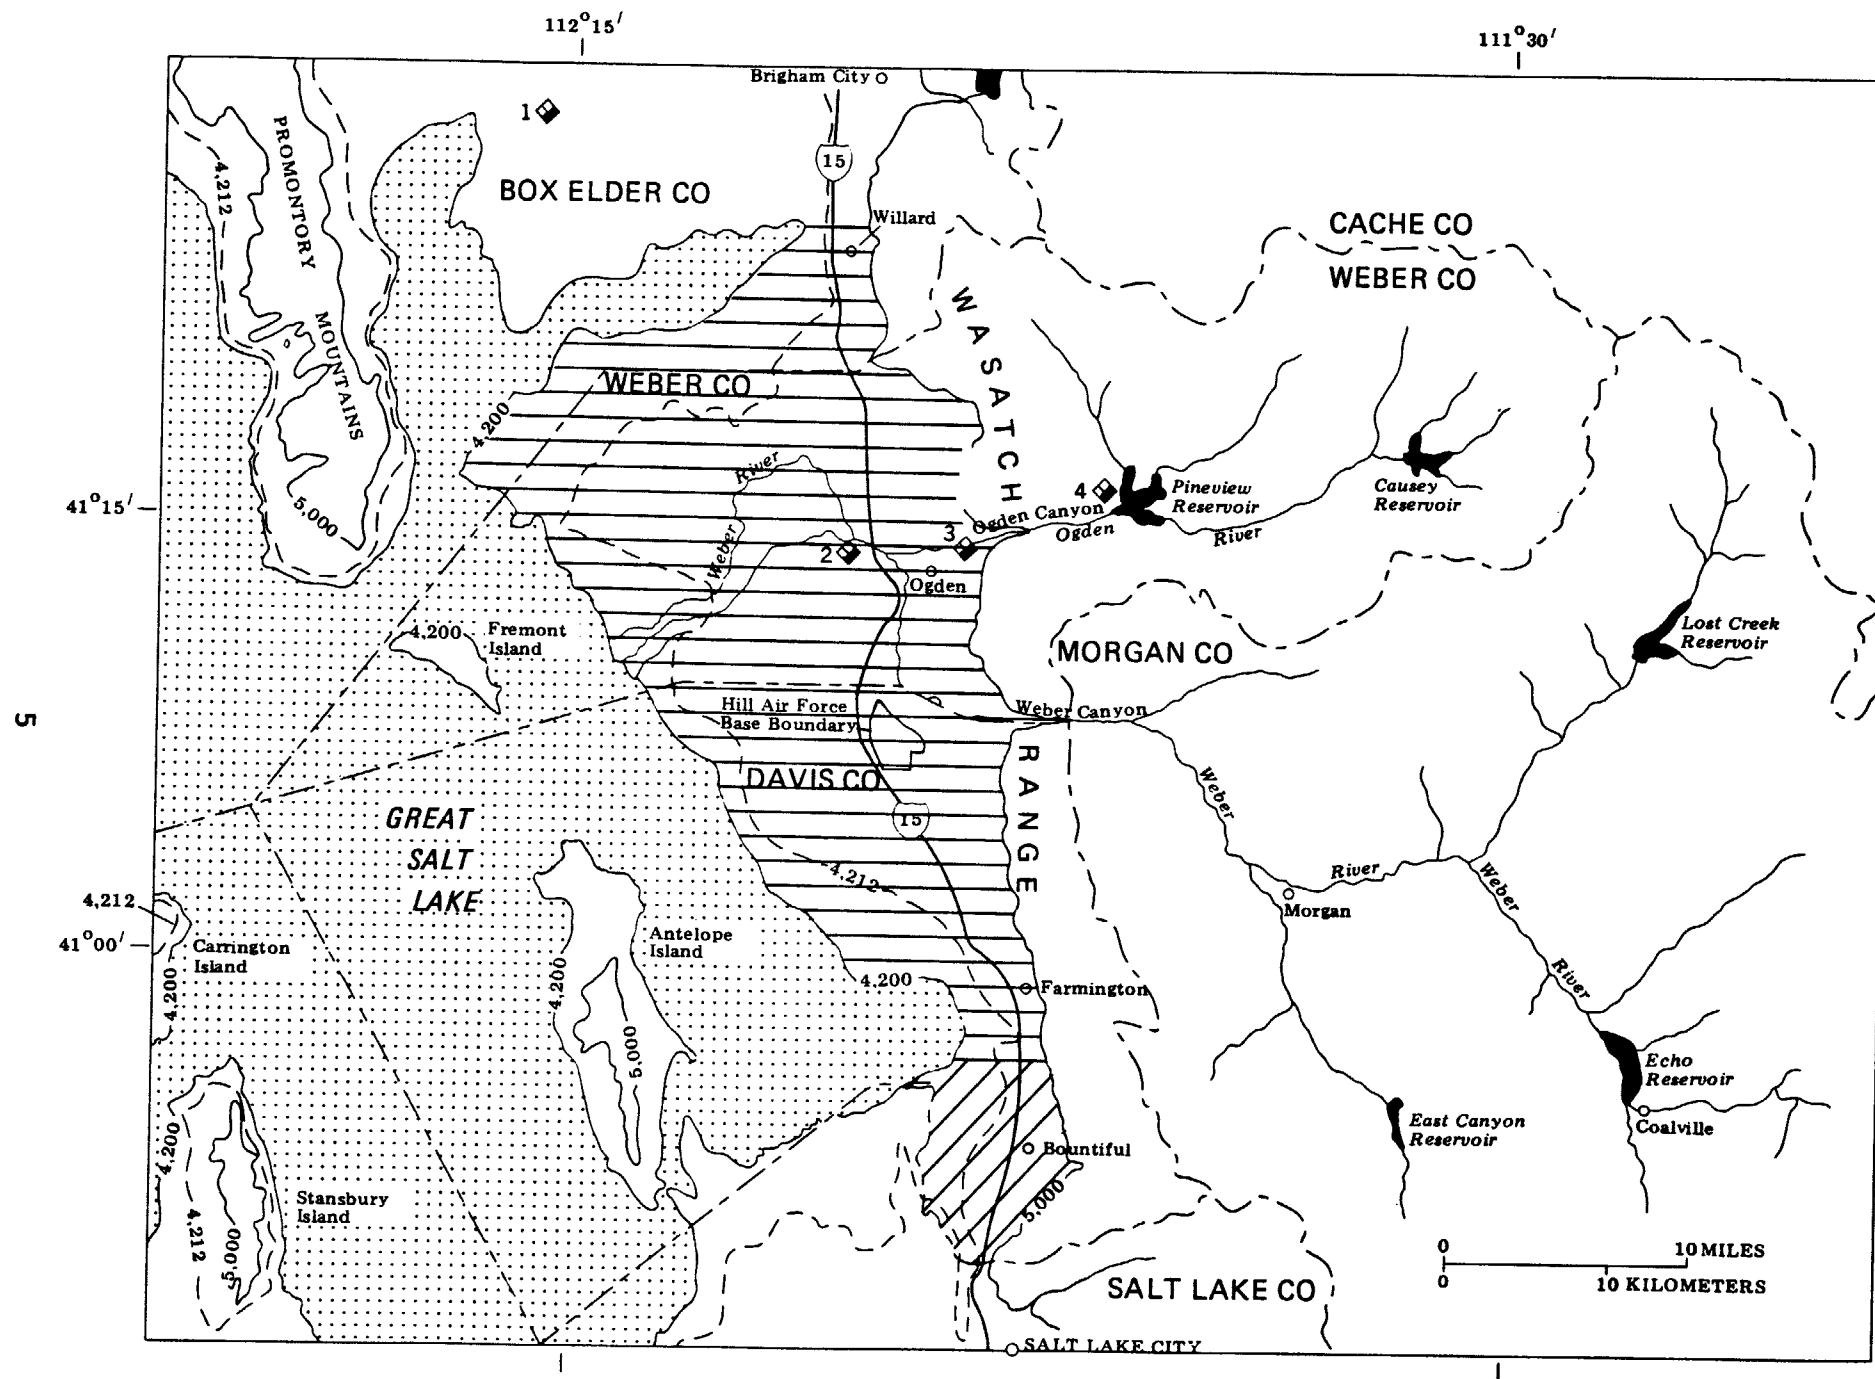 112°15'
111°30'
Brigham City
1
15
BOX ELDER CO
PROMONTORY
MOUNTAINS
4,212
Willard
CACHE CO
WEBER CO
WASATCH
RANGE
WEBER CO
4,200
41°15'
5,000
River
Weber
2
3
4
Ogden Canyon
Ogden
River
Pineview
Reservoir
Causey
Reservoir
Ogden
4,200
Fremont
Island
MORGAN CO
Lost Creek
Reservoir
5
Hill Air Force
Base Boundary
Weber Canyon
DAVIS CO
15
GREAT
SALT
LAKE
Weber
River
Morgan
Weber
River
4,212
4,212
41°00'
Carrington
Island
4,200
Antelope
Island
4,200
5,000
4,200
Farmington
Echo
Reservoir
Coalville
East Canyon
Reservoir
Bountiful
5,000
4,200
4,212
5,000
Stansbury
Island
SALT LAKE CO
SALT LAKE CITY
0 10 MILES
0 10 KILOMETERS